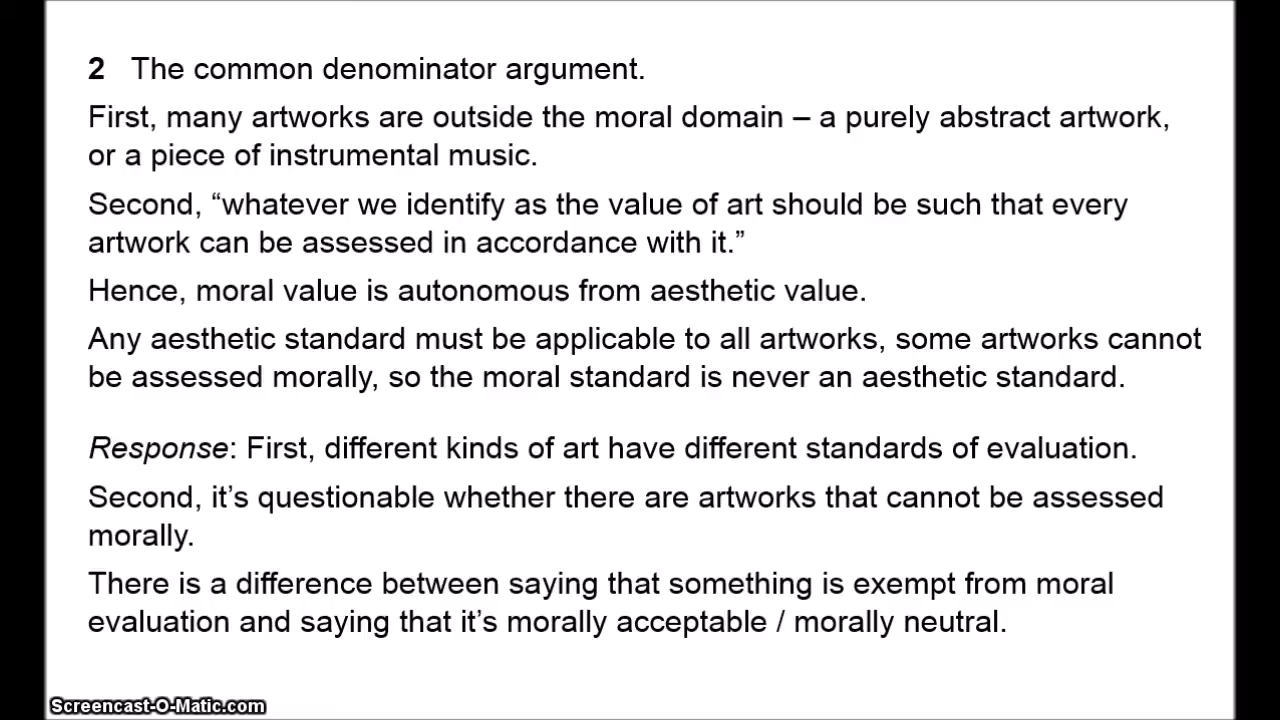 2 The common denominator argument.
First, many artworks are outside the moral domain – a purely abstract artwork,
or a piece of instrumental music.
Second, “whatever we identify as the value of art should be such that every
artwork can be assessed in accordance with it.”
Hence, moral value is autonomous from aesthetic value.
Any aesthetic standard must be applicable to all artworks, some artworks cannot
be assessed morally, so the moral standard is never an aesthetic standard.
Response: First, different kinds of art have different standards of evaluation.
Second, it’s questionable whether there are artworks that cannot be assessed
morally.
There is a difference between saying that something is exempt from moral
evaluation and saying that it’s morally acceptable / morally neutral.
Screencast-O-Matic.com